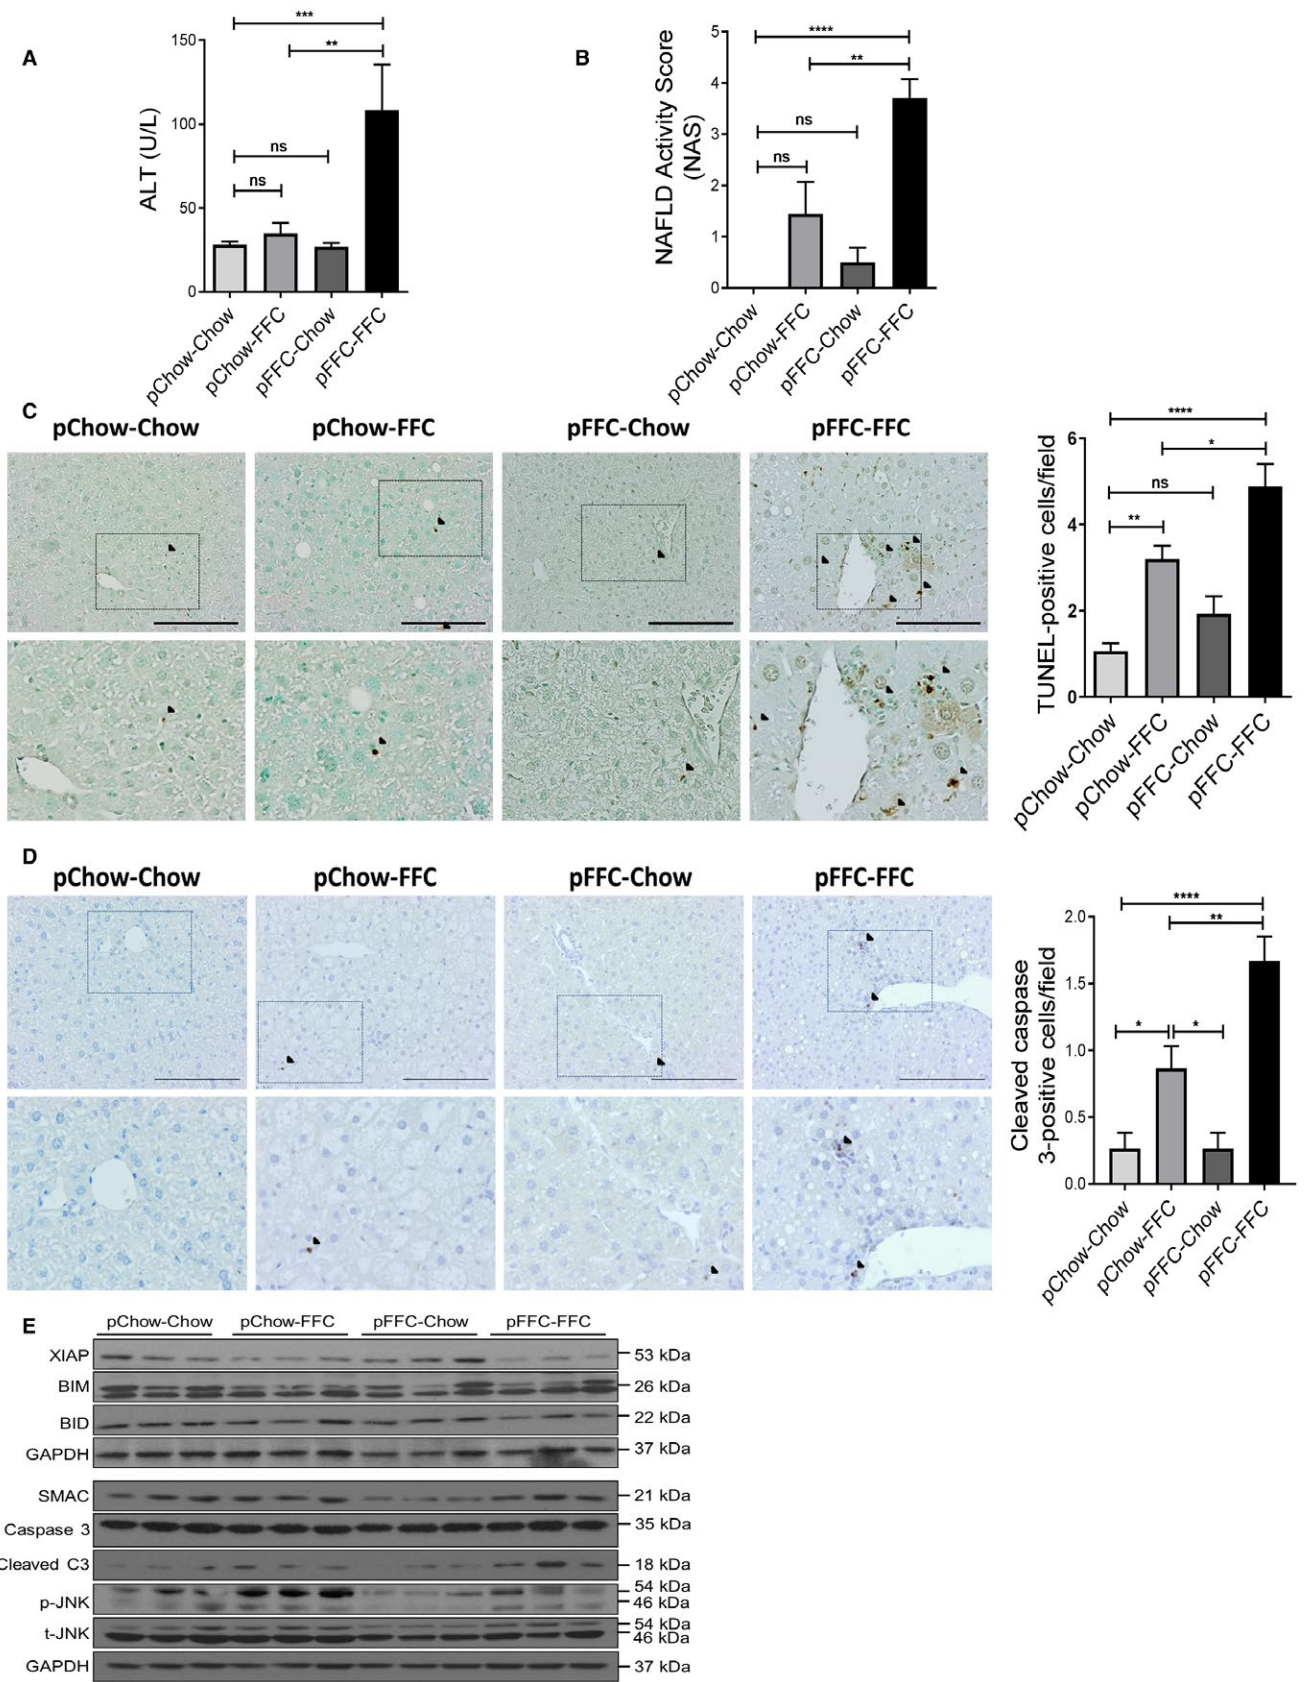 A
ALT (U/L)
150
100
50
0
***
**
ns
ns
pChow-Chow
pChow-FFC
pFFC-Chow
pFFC-FFC
B
NAFLD Activity Score
(NAS)
5
4
3
2
1
0
****
**
ns
ns
pChow-Chow
pChow-FFC
pFFC-Chow
pFFC-FFC
C
pChow-Chow pChow-FFC pFFC-Chow pFFC-FFC
TUNEL-positive cells/field
6
4
2
0
****
*
ns
**
pChow-Chow
pChow-FFC
pFFC-Chow
pFFC-FFC
D
pChow-Chow pChow-FFC pFFC-Chow pFFC-FFC
Cleaved caspase
3-positive cells/field
2.0
1.5
1.0
0.5
0.0
****
**
* *
pChow-Chow
pChow-FFC
pFFC-Chow
pFFC-FFC
E
pChow-Chow pChow-FFC pFFC-Chow pFFC-FFC
XIAP 53 kDa
BIM 26 kDa
BID 22 kDa
GAPDH 37 kDa
SMAC 21 kDa
Caspase 3 35 kDa
Cleaved C3 18 kDa
54 kDa
p-JNK 46 kDa
54 kDa
t-JNK 46 kDa
GAPDH 37 kDa